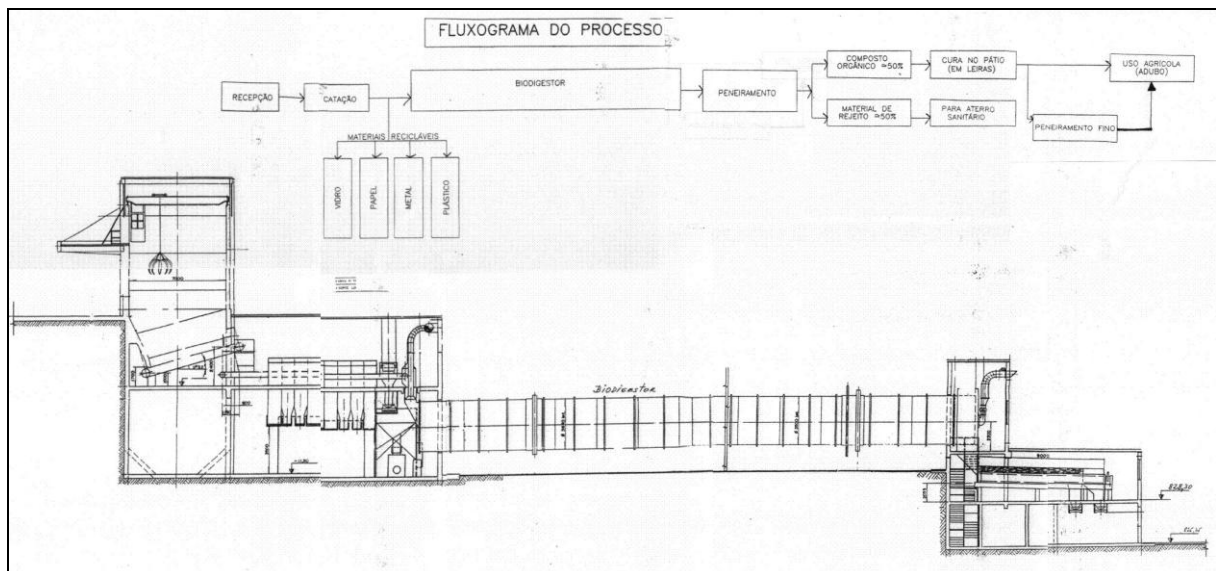 FLUXOGRAMA DO PROCESSO
RECEPÇÃO
CATAÇÃO
BIODIGESTOR
PENEIRAMENTO
COMPOSTO
ORGÂNICO =50%
CURA NO PÁTIO
(EM LEIRAS)
USO AGRÍCOLA
(ADUBO)
MATERIAL DE
REJEITO =50%
PARA ATERRO
SANITÁRIO
PENEIRAMENTO FINO
MATERIAIS RECICLÁVEIS
VIDRO
PAPEL
METAL
PLÁSTICO